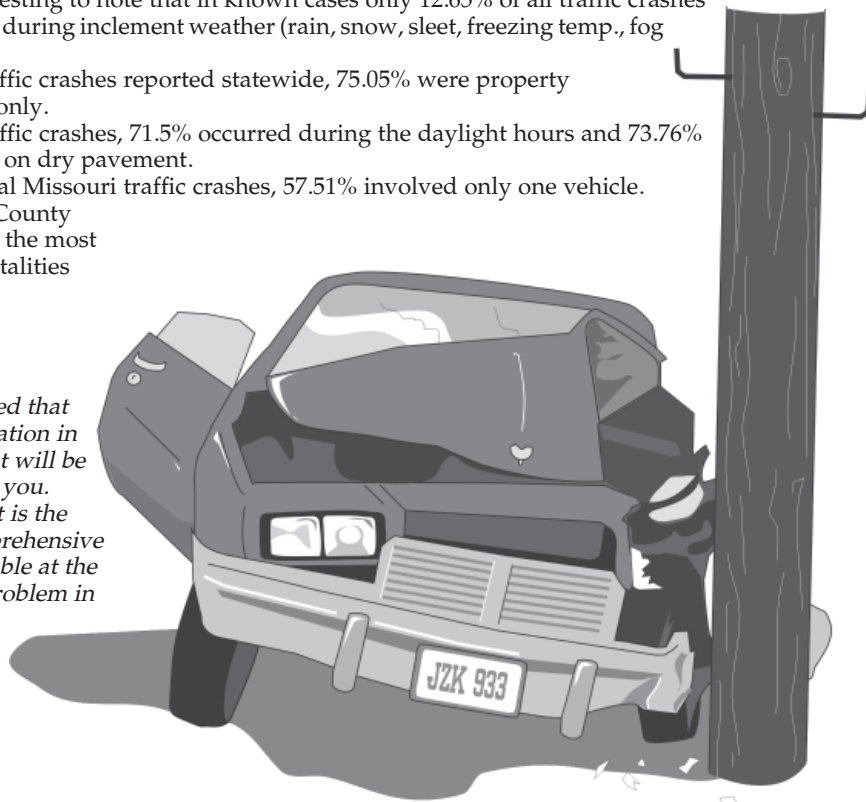 esting to note that in known cases only 12.65% of all traffic crashes
during inclement weather (rain, snow, sleet, freezing temp., fog
ffic crashes reported statewide, 75.05% were property
only.
ffic crashes, 71.5% occurred during the daylight hours and 73.76%
on dry pavement.
al Missouri traffic crashes, 57.51% involved only one vehicle.
County
the most
talities
ed that
ation in
t will be
you.
t is the
prehensive
ble at the
roblem in
JZK 933